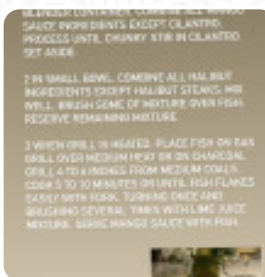 BLENDER CONTAINER, COMBINE ALL MANGO
SAUCE INGREDIENTS EXCEPT CILANTRO.
PROCESS UNTIL CHUNKY. STIR IN CILANTRO.
SET ASIDE.
2 IN SMALL BOWL, COMBINE ALL HALIBUT
INGREDIENTS EXCEPT HALIBUT STEAKS. MIX
WELL. BRUSH SOME OF MIXTURE OVER FISH.
RESERVE REMAINING MIXTURE.
3 WHEN GRILL IS HEATED, PLACE FISH ON GAS
GRILL OVER MEDIUM HEAT OR ON CHARCOAL
GRILL 4 TO 6 INCHES FROM MEDIUM COALS.
COOK 5 TO 10 MINUTES OR UNTIL FISH FLAKES
EASILY WITH FORK, TURNING ONCE AND
BRUSHING SEVERAL TIMES WITH LIME JUICE
MIXTURE. SERVE MANGO SAUCE WITH FISH.